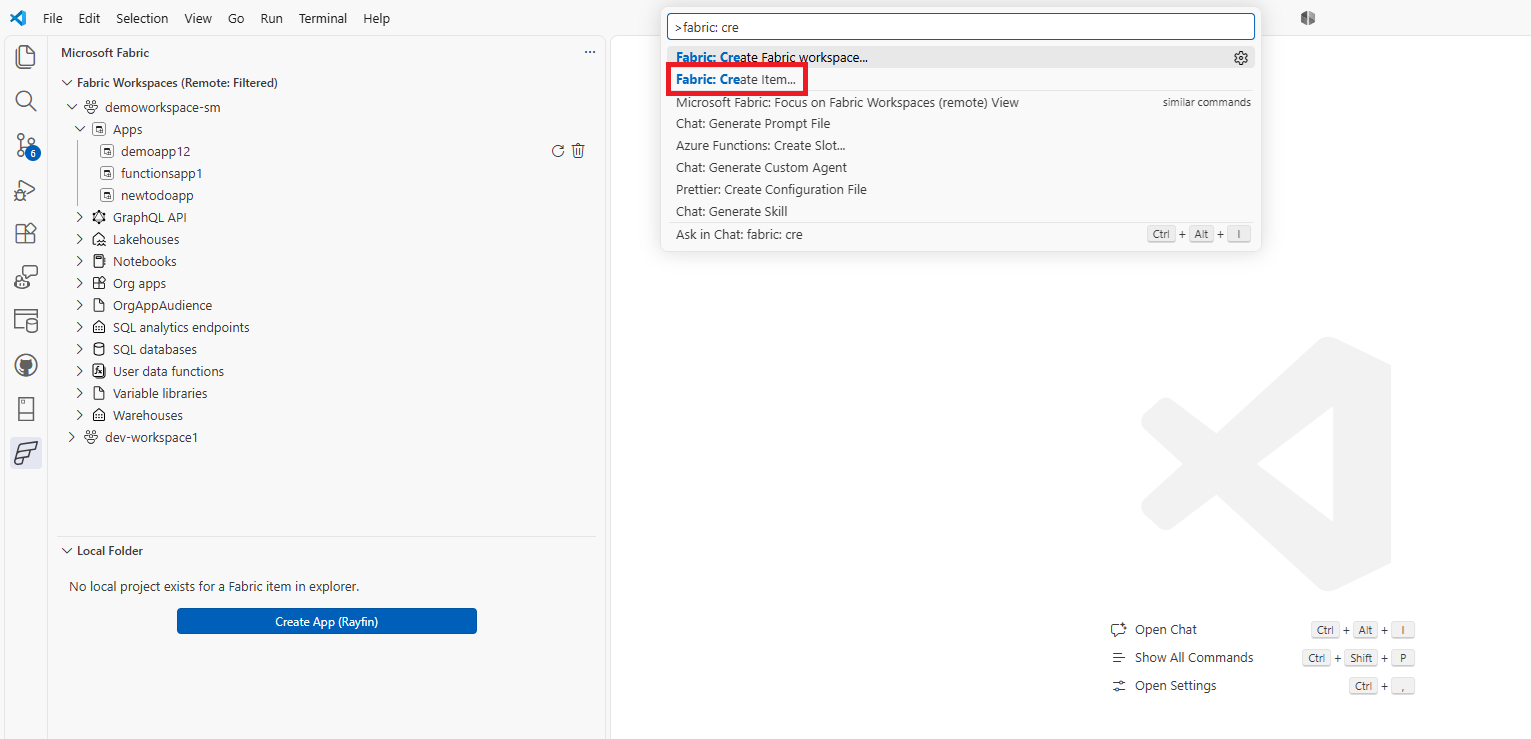 File Edit Selection View Go Run Terminal Help
Microsoft Fabric ...
Fabric Workspaces (Remote: Filtered)
demoworkspace-sm
Apps
demoapp12
functionsapp1
newtodoapp
GraphQL API
Lakehouses
Notebooks
Org apps
OrgAppAudience
SQL analytics endpoints
SQL databases
User data functions
Variable libraries
Warehouses
dev-workspace1
6
Local Folder
No local project exists for a Fabric item in explorer.
Create App (Rayfin)
>fabric: cre
Fabric: Create Fabric workspace...
Fabric: Create Item...
Microsoft Fabric: Focus on Fabric Workspaces (remote) View similar commands
Chat: Generate Prompt File
Azure Functions: Create Slot...
Chat: Generate Custom Agent
Prettier: Create Configuration File
Chat: Generate Skill
Ask in Chat: fabric: cre Ctrl + Alt + I
Open Chat Ctrl + Alt + I
Show All Commands Ctrl + Shift + P
Open Settings Ctrl + ,